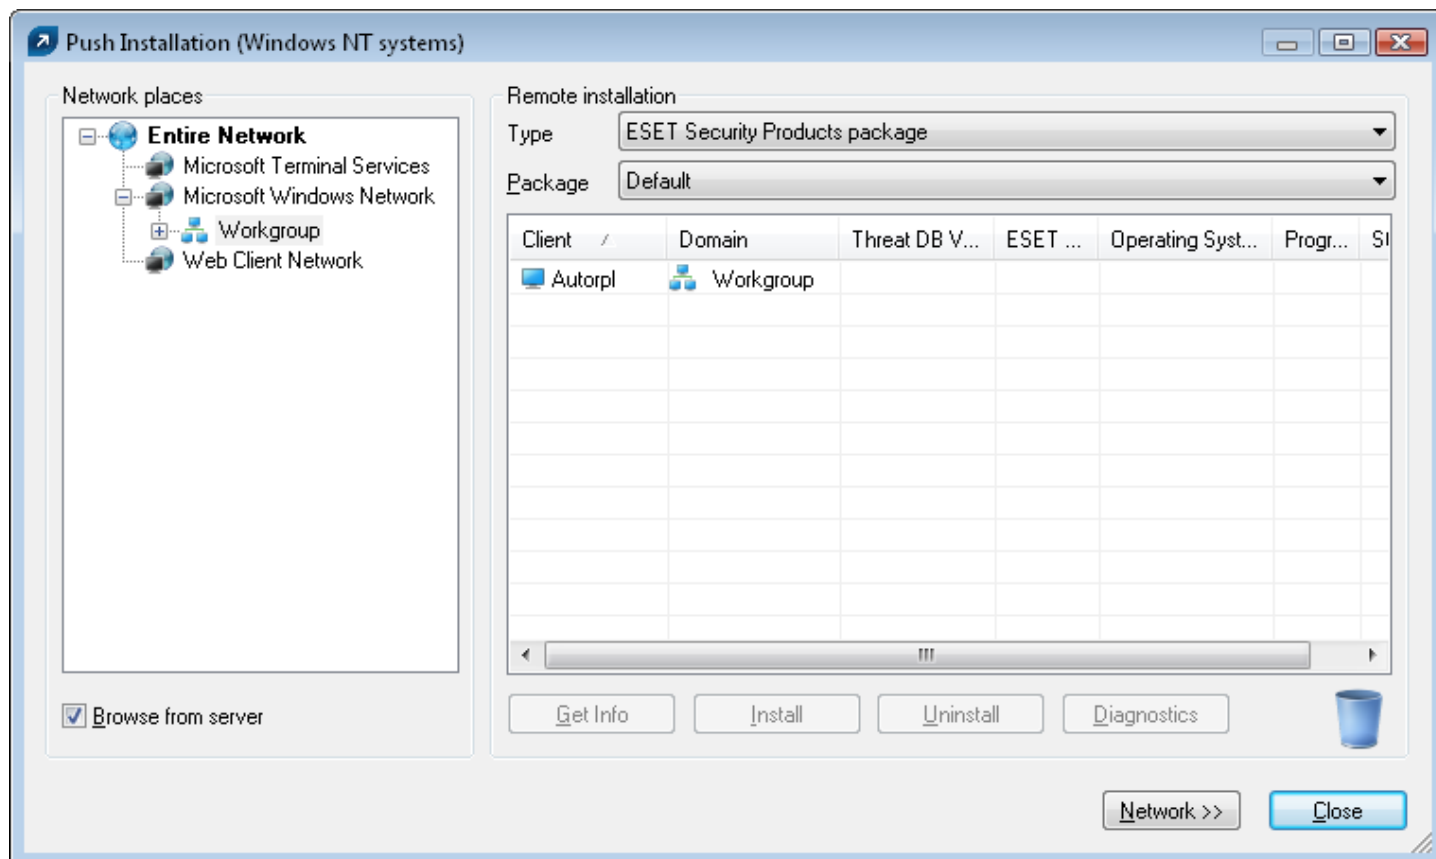 Push Installation (Windows NT systems)
Network places
Entire Network
Microsoft Terminal Services
Microsoft Windows Network
Workgroup
Web Client Network
Browse from server
Remote installation
Type ESET Security Products package
Package Default
Client Domain Threat DB V... ESET ... Operating Syst... Progr... St
Autorpl Workgroup
Get Info Install Uninstall Diagnostics
Network >> Close